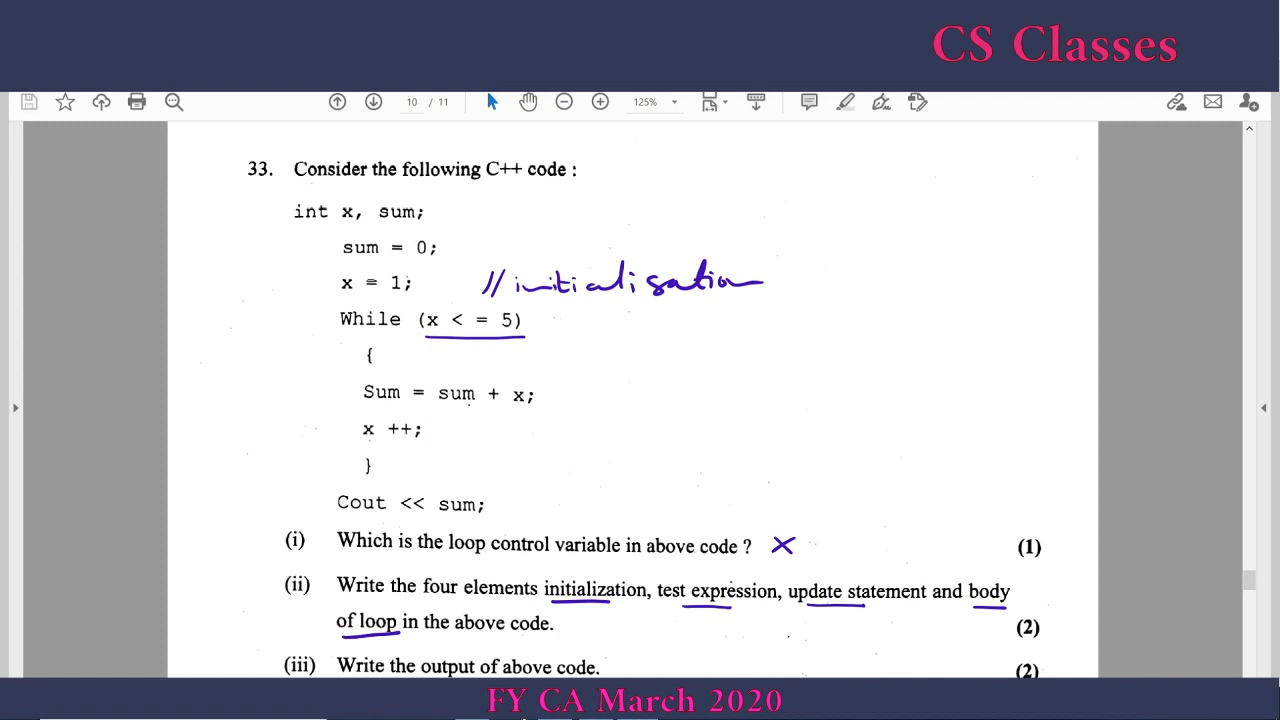 CS Classes
10 / 11
125%
33. Consider the following C++ code :
int x, sum;
sum = 0;
x = 1; // initialisation
While (x < = 5)
{
Sum = sum + x;
x ++;
}
Cout << sum;
(i) Which is the loop control variable in above code ? X (1)
(ii) Write the four elements initialization, test expression, update statement and body
of loop in the above code. (2)
(iii) Write the output of above code. (2)
FY CA March 2020